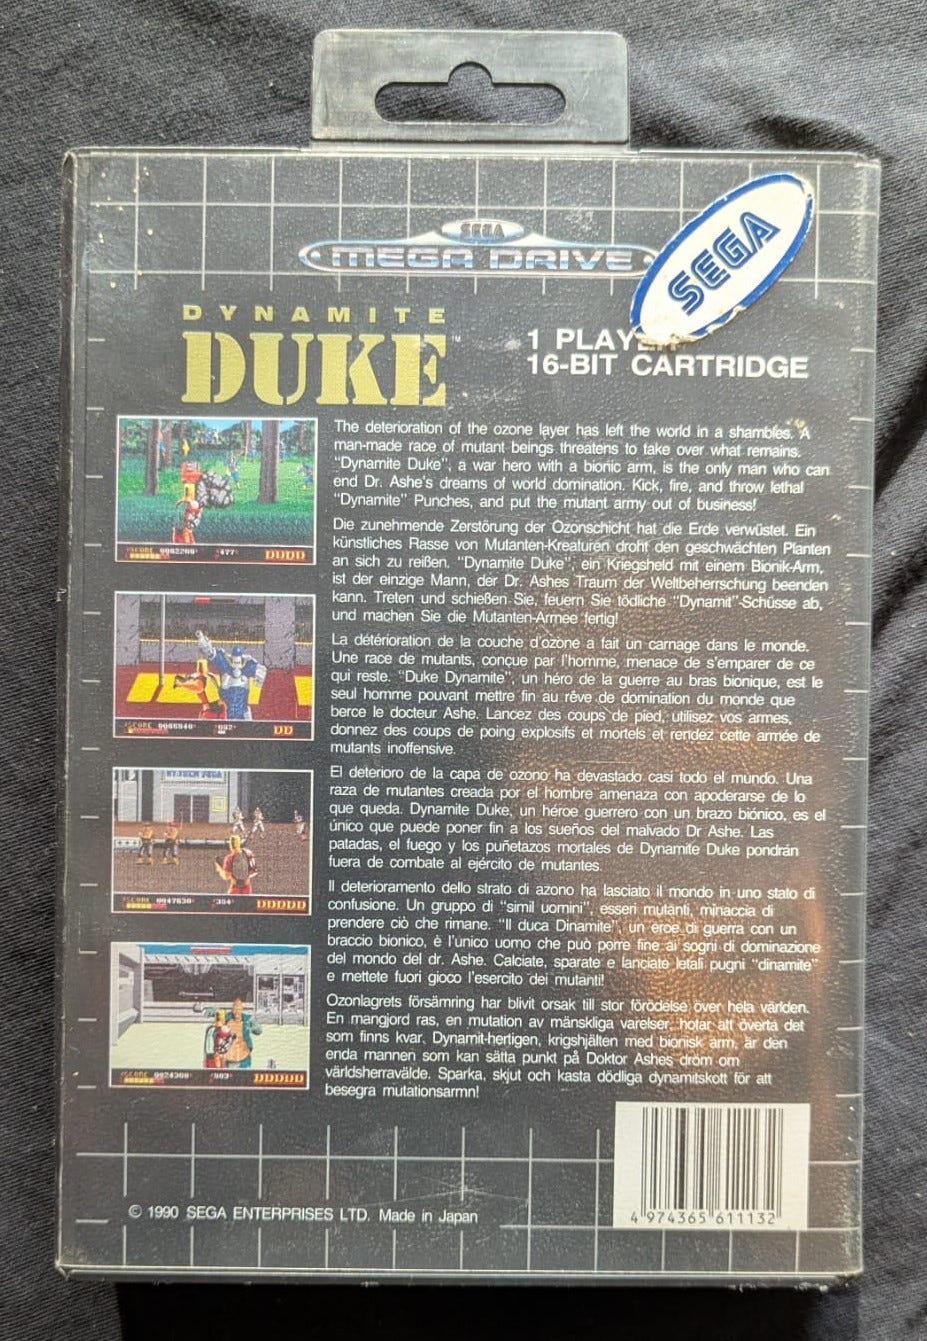 SEGA
MEGA DRIVE
SEGA
DYNAMITE
DUKE™
1 PLAYER
16-BIT CARTRIDGE
The deterioration of the ozone layer has left the world in a shambles. A
man-made race of mutant beings threatens to take over what remains.
"Dynamite Duke", a war hero with a bionic arm, is the only man who can
end Dr. Ashe's dreams of world domination. Kick, fire, and throw lethal
"Dynamite" Punches, and put the mutant army out of business!
Die zunehmende Zerstörung der Ozonschicht hat die Erde verwüstet. Ein
künstliches Rasse von Mutanten-Kreaturen droht den geschwächten Planten
an sich zu reißen. "Dynamite Duke", ein Kriegsheld mit einem Bionik-Arm,
ist der einzige Mann, der Dr. Ashes Traum der Weltbeherrschung beenden
kann. Treten und schießen Sie, feuern Sie tödliche "Dynamit"-Schüsse ab,
und machen Sie die Mutanten-Armee fertig!
La détérioration de la couche d'ozone a fait un carnage dans le monde.
Une race de mutants, conçue par l'homme, menace de s'emparer de ce
qui reste. "Duke Dynamite", un héro de la guerre au bras bionique, est le
seul homme pouvant mettre fin au rêve de domination du monde que
berce le docteur Ashe. Lancez des coups de pied, utilisez vos armes,
donnez des coups de poing explosifs et mortels et rendez cette armée de
mutants inoffensive.
El deterioro de la capa de ozono ha devastado casi todo el mundo. Una
raza de mutantes creada por el hombre amenaza con apoderarse de lo
que queda. Dynamite Duke, un héroe guerrero con un brazo biónico, es el
único que puede poner fin a los sueños del malvado Dr Ashe. Las
patadas, el fuego y los puñetazos mortales de Dynamite Duke pondrán
fuera de combate al ejército de mutantes.
Il deterioramento dello strato di azono ha lasciato il mondo in uno stato di
confusione. Un gruppo di "simil uomini", esseri mutanti, minaccia di
prendere ciò che rimane. "Il duca Dinamite", un eroe di guerra con un
braccio bionico, è l'unico uomo che può porre fine ai sogni di dominazione
del mondo del dr. Ashe. Calciate, sparate e lanciate letali pugni "dinamite"
e mettete fuori gioco l'esercito dei mutanti!
Ozonlagrets försämring har blivit orsak till stor förödelse över hela världen.
En mangjord ras, en mutation av mänskliga varelser, hotar att överta det
som finns kvar. Dynamit-hertigen, krigshjälten med bionisk arm, är den
enda mannen som kan sätta punkt på Doktor Ashes dröm om
världsherravälde. Sparka, skjut och kasta dödliga dynamitskott för att
besegra mutationsarmn!
SCORE
DDDD
SCORE
DD
SCORE
DDDDD
SCORE
DDDDD
© 1990 SEGA ENTERPRISES LTD. Made in Japan
4 974365 611132